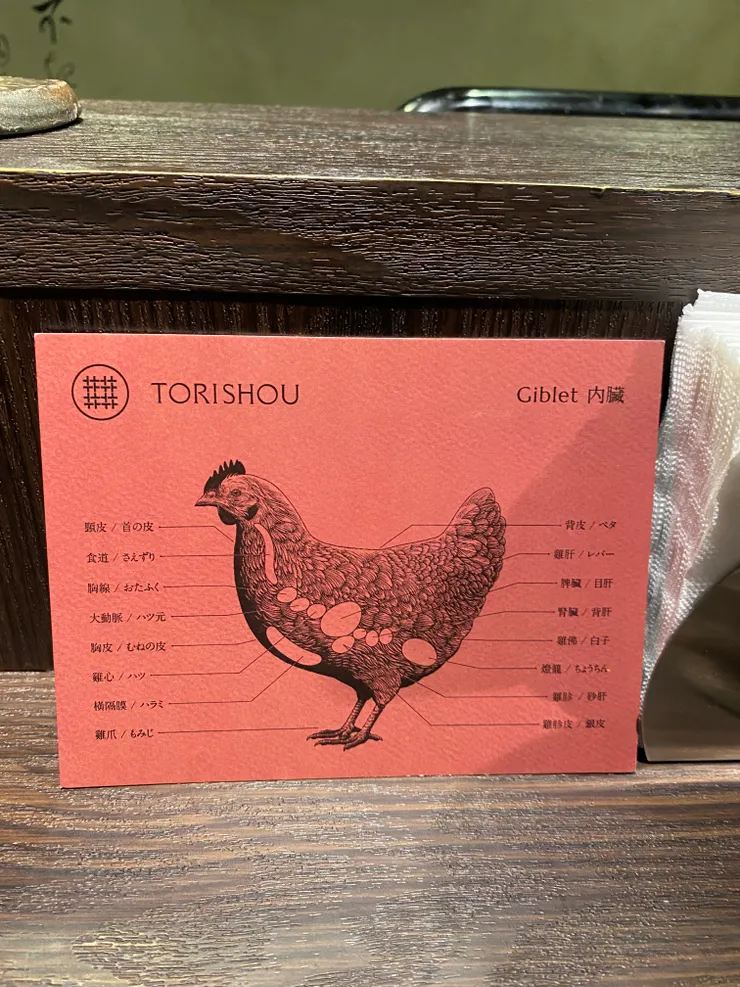 TORISHOU
Giblet 内臓
頸皮 / 首の皮
食道 / さえずり
胸線 / おたふく
大動脈 / ハツ元
胸皮 / むねの皮
雞心 / ハツ
橫隔膜 / ハラミ
雞爪 / もみじ
背皮 / ペタ
雞肝 / レバー
脾臓 / 目肝
腎臓 / 背肝
雞佛 / 白子
燈籠 / ちょうちん
雞胗 / 砂肝
雞胗皮 / 銀皮